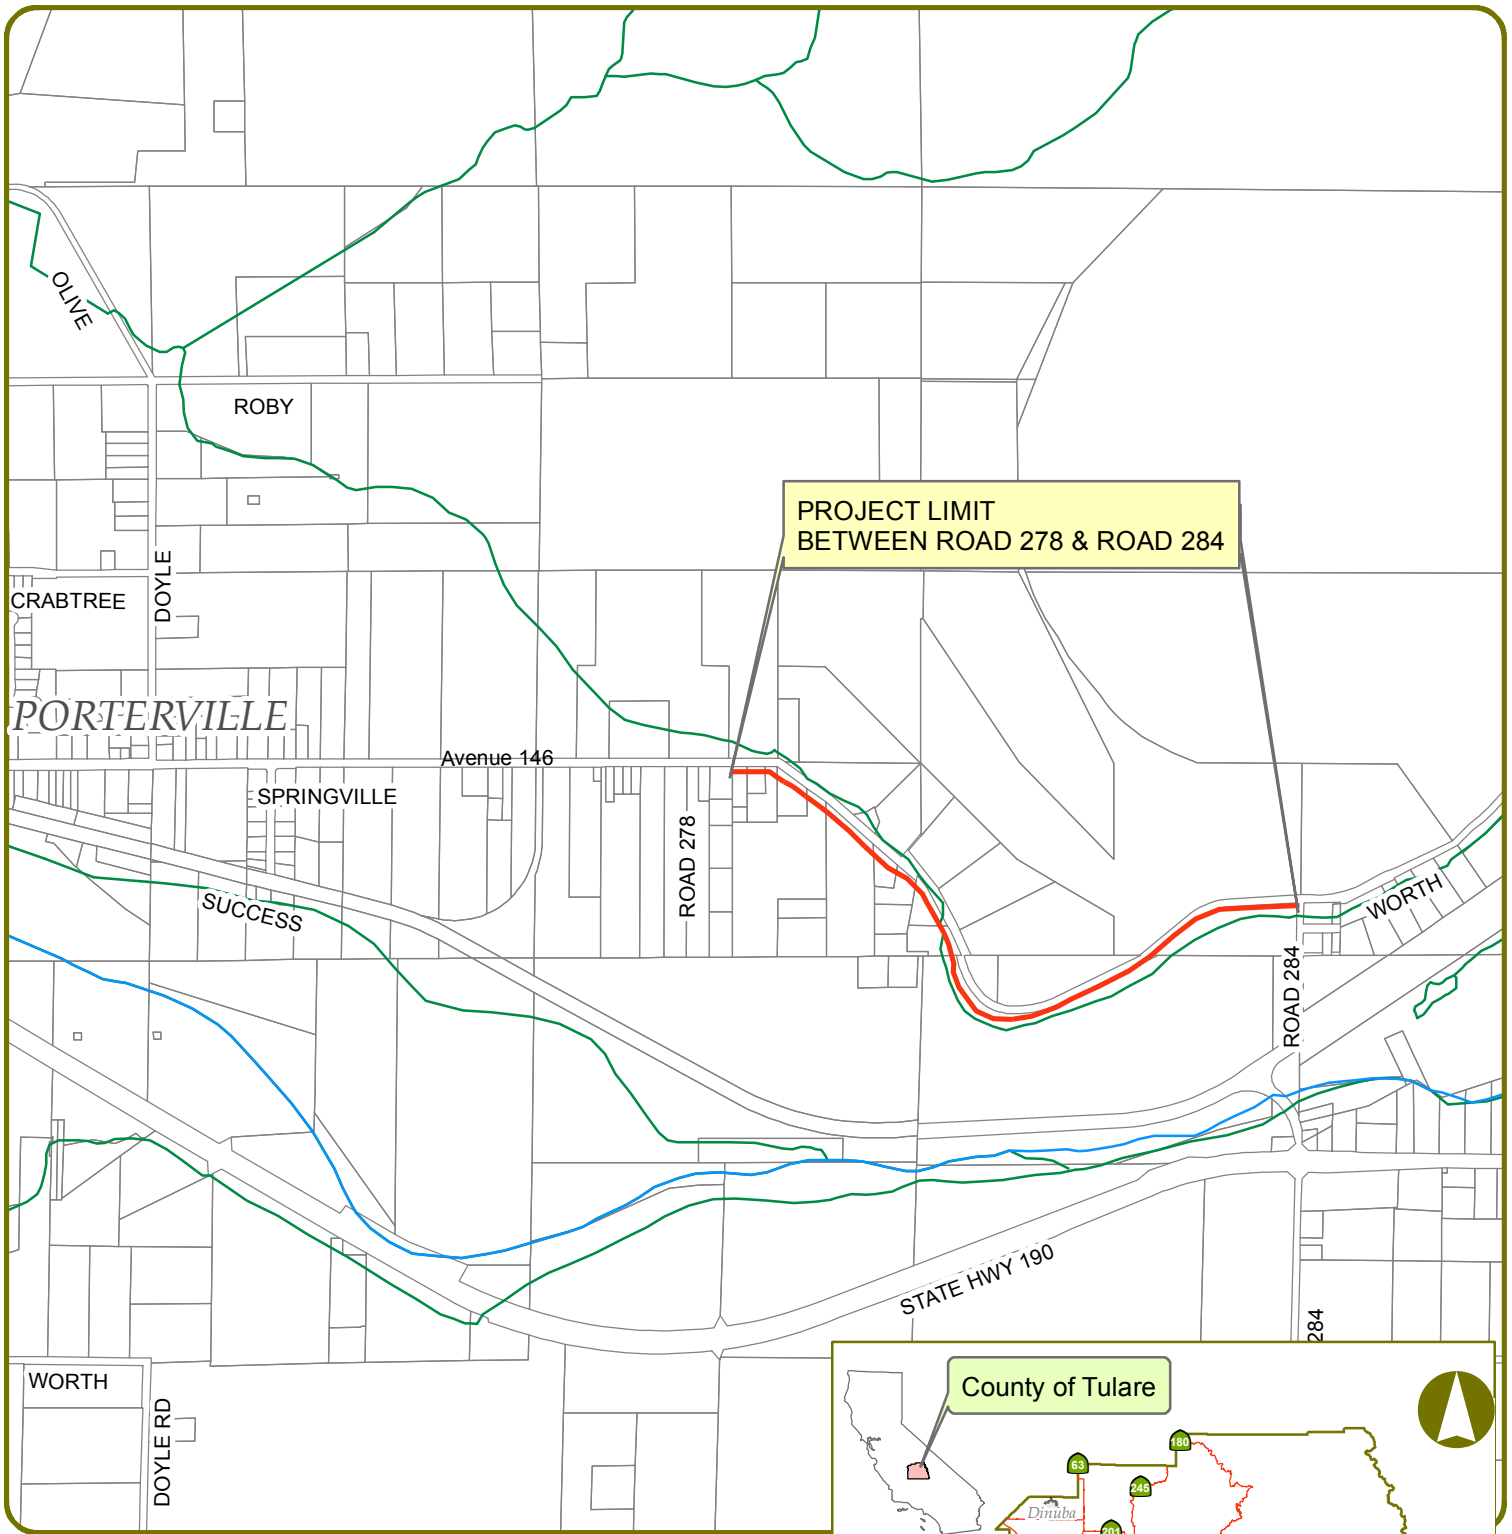 OLIVE
ROBY
PROJECT LIMIT
BETWEEN ROAD 278 & ROAD 284
DOYLE
CRABTREE
PORTERVILLE
Avenue 146
SPRINGVILLE
ROAD 278
SUCCESS
WORTH
ROAD 284
STATE HWY 190
284
WORTH
DOYLE RD
County of Tulare
180
63
245
Dinuba
201